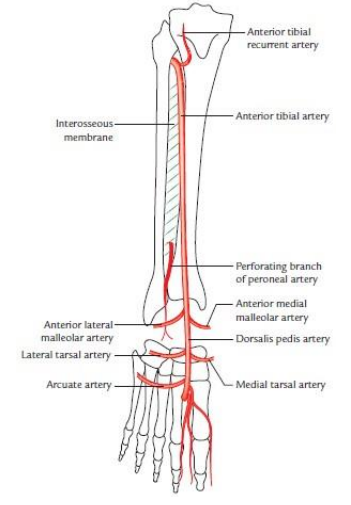 Anterior tibial
recurrent artery
Anterior tibial artery
Interosseous
membrane
Perforating branch
of peroneal artery
Anterior medial
malleolar artery
Anterior lateral
malleolar artery
Dorsalis pedis artery
Lateral tarsal artery
Medial tarsal artery
Arcuate artery